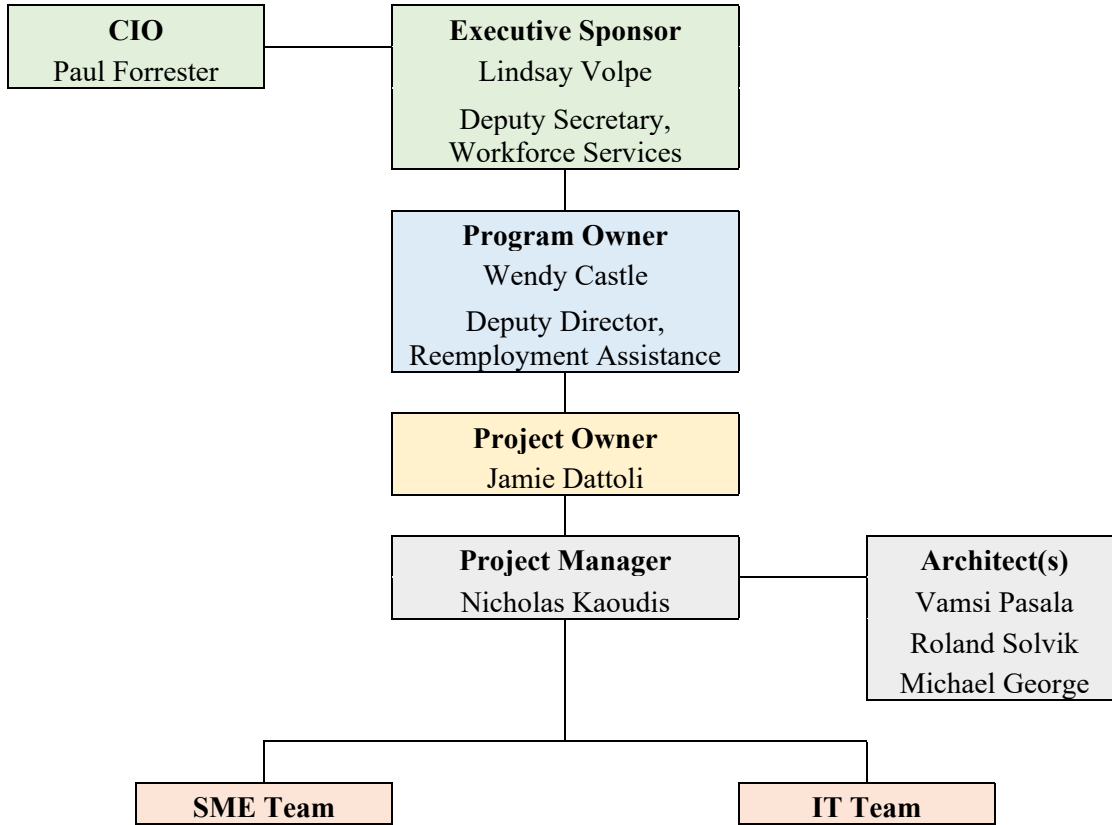 CIO
Paul Forrester
Executive Sponsor
Lindsay Volpe
Deputy Secretary,
Workforce Services
Program Owner
Wendy Castle
Deputy Director,
Reemployment Assistance
Project Owner
Jamie Dattoli
Project Manager
Nicholas Kaoudis
Architect(s)
Vamsi Pasala
Roland Solvik
Michael George
SME Team
IT Team